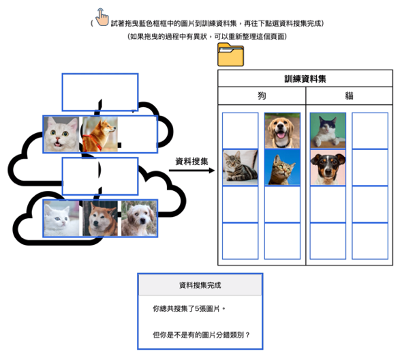 ( 試著拖曳藍色框框中的圖片到訓練資料集，再往下點選資料搜集完成)
(如果拖曳的過程中有異狀，可以重新整理這個頁面)
訓練資料集
狗 貓
資料搜集
資料搜集完成
你總共搜集了5張圖片。
但你是不是有的圖片分錯類別？